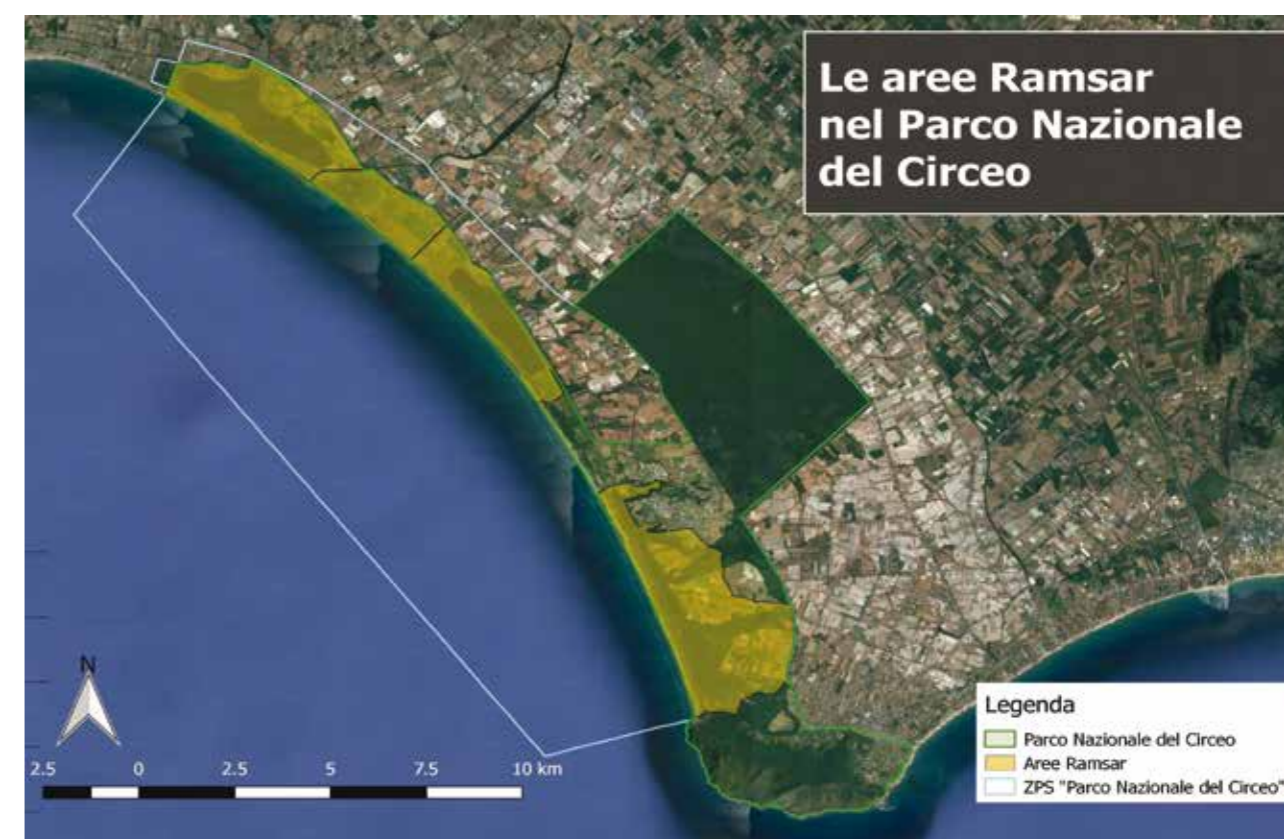 Le aree Ramsar
nel Parco Nazionale
del Circeo
N
2.5 0 2.5 5 7.5 10 km
Legenda
Parco Nazionale del Circeo
Aree Ramsar
ZPS "Parco Nazionale del Circeo"